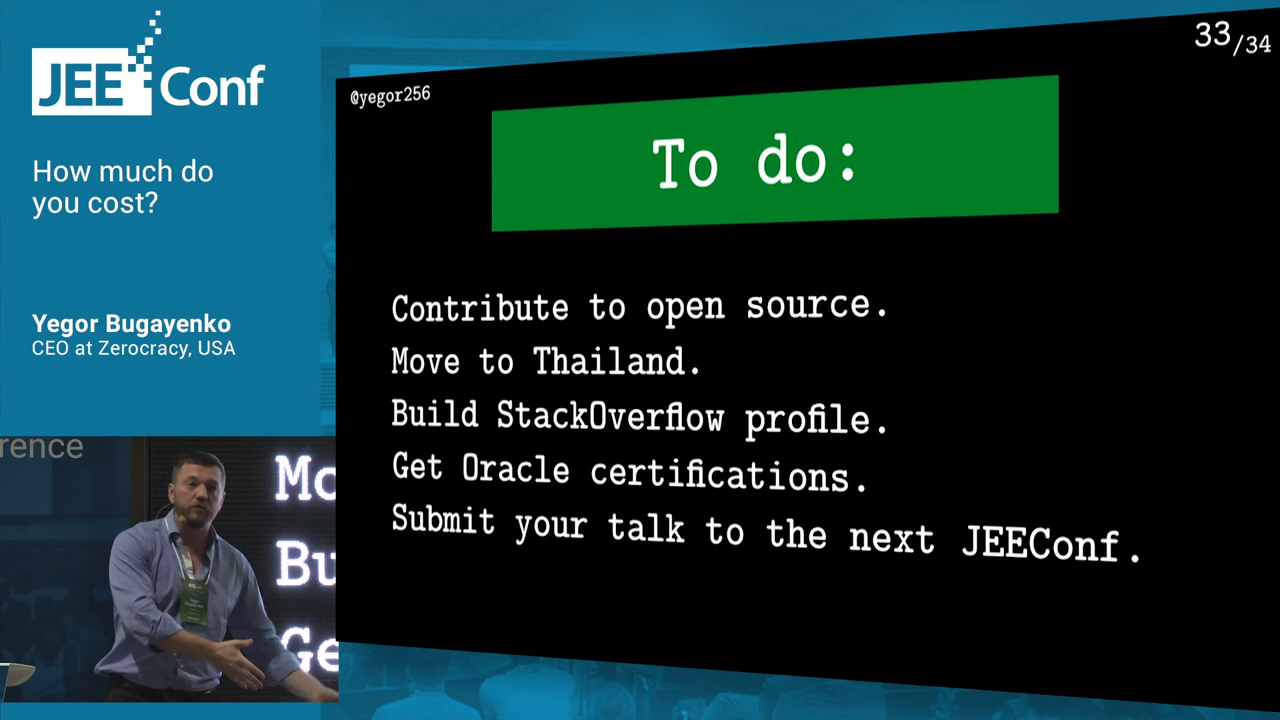 JEE Conf
How much do
you cost?
Yegor Bugayenko
CEO at Zerocracy, USA
rence
Mo
Bu
Ge
@yegor256
33/34
To do:
Contribute to open source.
Move to Thailand.
Build StackOverflow profile.
Get Oracle certifications.
Submit your talk to the next JEEConf.